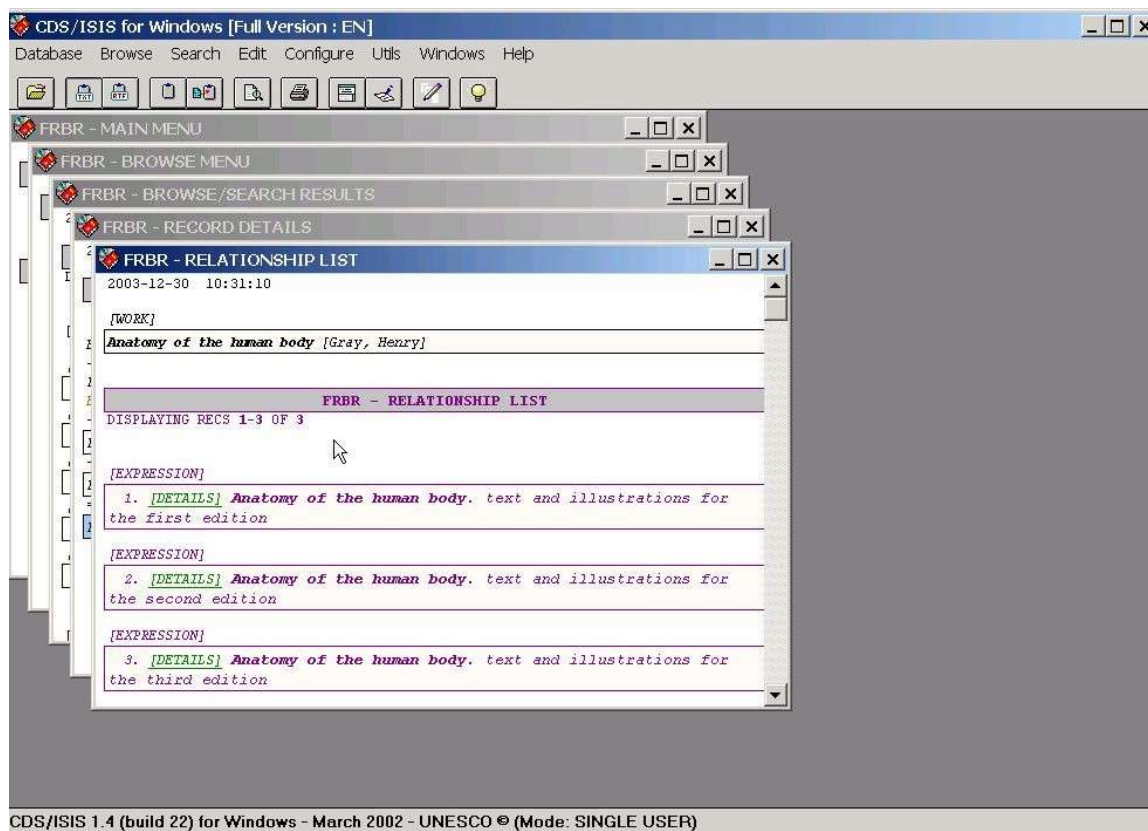 CDS/ISIS for Windows [Full Version : EN]
Database Browse Search Edit Configure Utils Windows Help
TXT RTF
FRBR - MAIN MENU
FRBR - BROWSE MENU
FRBR - BROWSE/SEARCH RESULTS
FRBR - RECORD DETAILS
FRBR - RELATIONSHIP LIST
2003-12-30 10:31:10
[WORK]
Anatomy of the human body [Gray, Henry]
FRBR - RELATIONSHIP LIST
DISPLAYING RECS 1-3 OF 3
[EXPRESSION]
1. [DETAILS] Anatomy of the human body. text and illustrations for
the first edition
[EXPRESSION]
2. [DETAILS] Anatomy of the human body. text and illustrations for
the second edition
[EXPRESSION]
3. [DETAILS] Anatomy of the human body. text and illustrations for
the third edition
CDS/ISIS 1.4 (build 22) for Windows - March 2002 - UNESCO © (Mode: SINGLE USER)